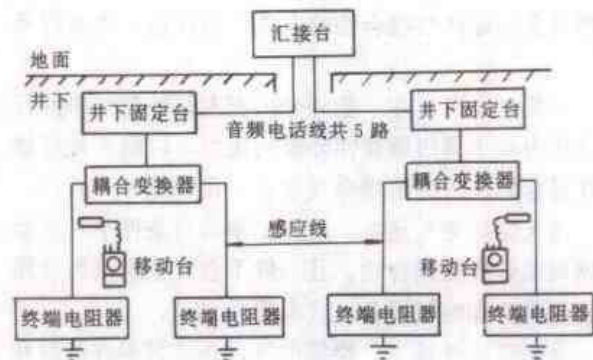 汇接台
地面
井下
井下固定台
井下固定台
音频电话线共5路
耦合变换器
耦合变换器
感应线
移动台
移动台
终端电阻器
终端电阻器
终端电阻器
终端电阻器